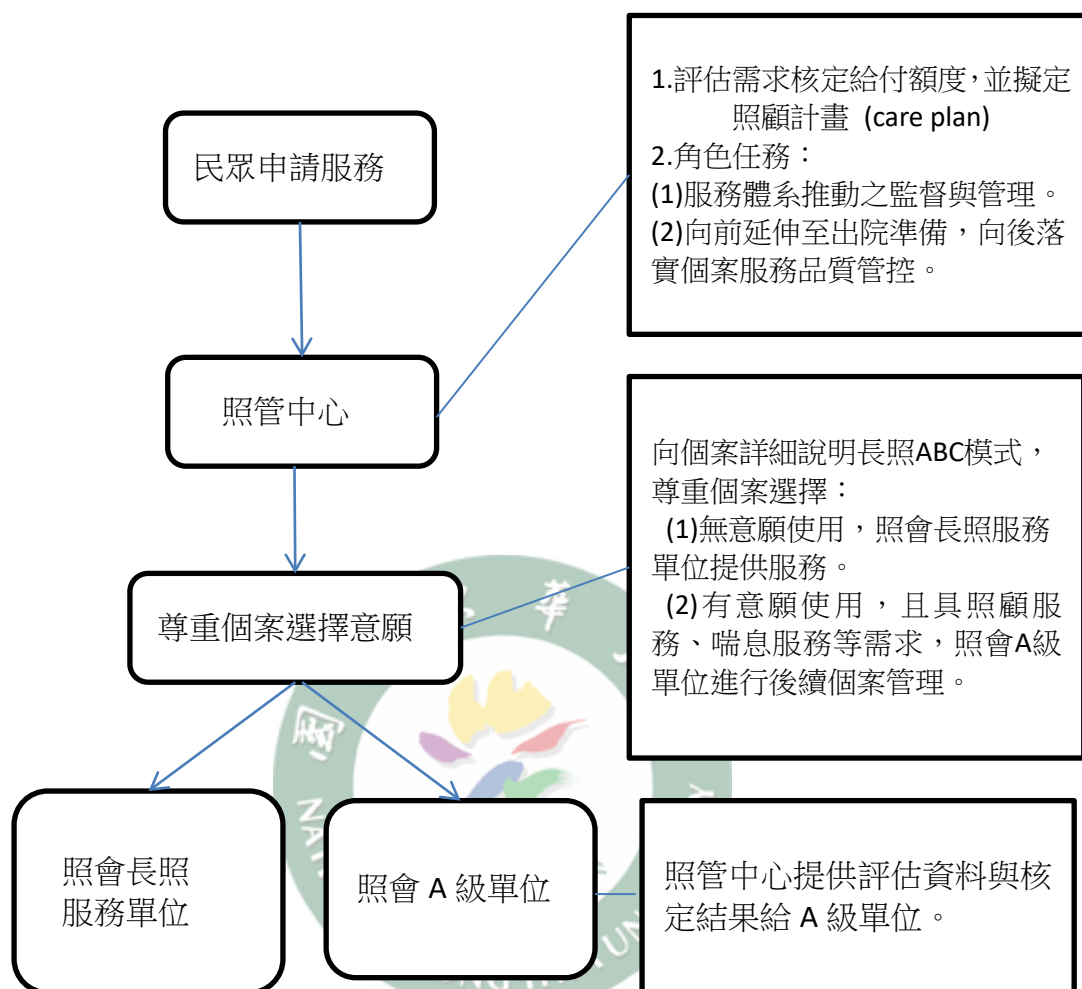 民眾申請服務
1.評估需求核定給付額度，並擬定
照顧計畫 (care plan)
2.角色任務：
(1)服務體系推動之監督與管理。
(2)向前延伸至出院準備，向後落
實個案服務品質管控。
照管中心
向個案詳細說明長照ABC模式，
尊重個案選擇：
(1)無意願使用，照會長照服務
單位提供服務。
(2)有意願使用，且具照顧服
務、喘息服務等需求，照會A級
單位進行後續個案管理。
尊重個案選擇意願
照會長照
服務單位
照會 A 級單位
照管中心提供評估資料與核
定結果給 A 級單位。